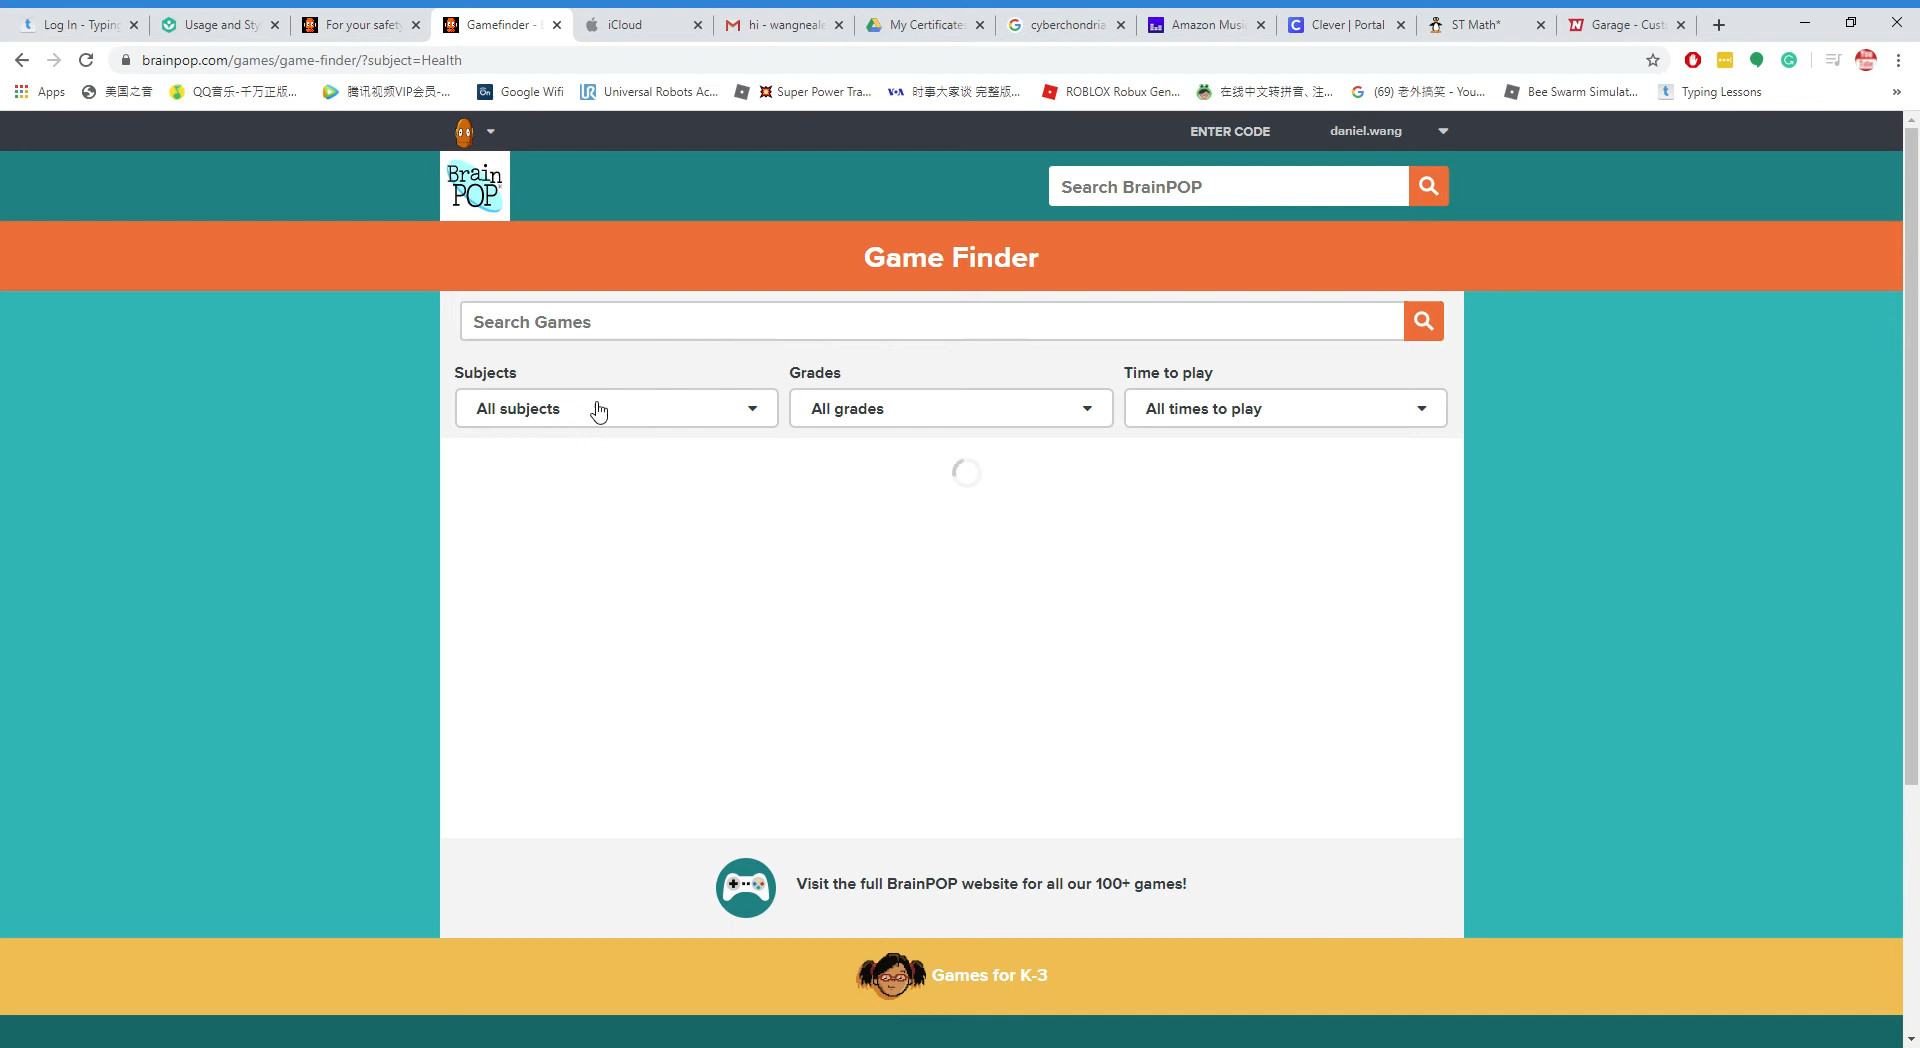 Log In - Typing
Usage and Sty
For your safety
Gamefinder - 
iCloud
hi - wangneale
My Certificates
cyberchondria
Amazon Music
Clever | Portal
ST Math*
Garage - Cust
brainpop.com/games/game-finder/?subject=Health
Apps
美国之音
QQ音乐-千万正版...
腾讯视频VIP会员-...
Google Wifi
Universal Robots Ac...
Super Power Tra...
VOA 时事大家谈 完整版...
ROBLOX Robux Gen...
在线中文转拼音、注...
(69) 老外搞笑 - You...
Bee Swarm Simulat...
Typing Lessons
ENTER CODE
daniel.wang
Brain
POP
Search BrainPOP
Game Finder
Search Games
Subjects
Grades
Time to play
All subjects
All grades
All times to play
Visit the full BrainPOP website for all our 100+ games!
Games for K-3